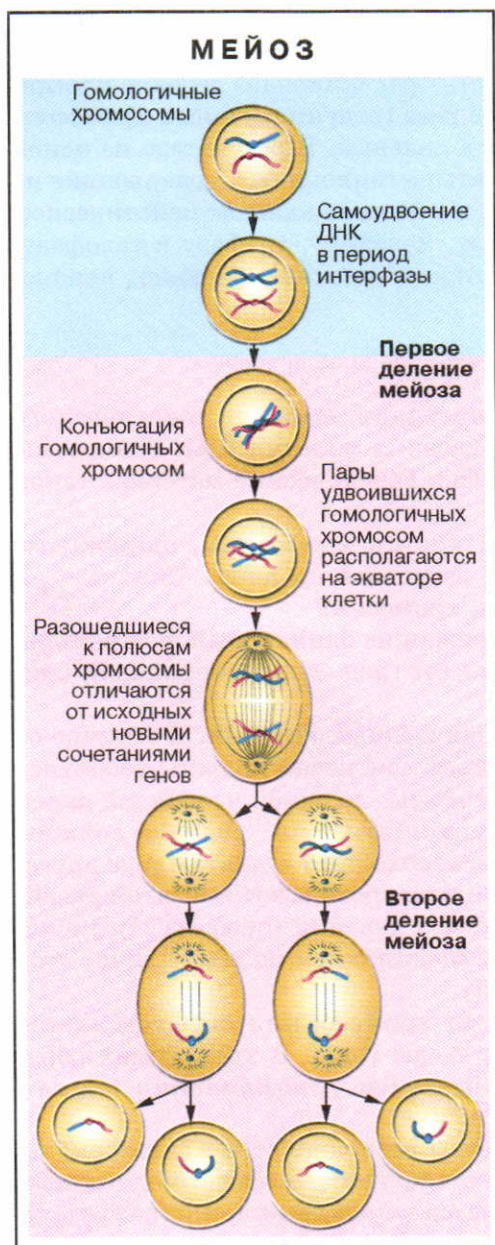 МЕЙОЗ
Гомологичные
хромосомы
Самоудвоение
ДНК
в период
интерфазы
Первое
деление
мейоза
Конъюгация
гомологичных
хромосом
Пары
удвоившихся
гомологичных
хромосом
располагаются
на экваторе
клетки
Разошедшиеся
к полюсам
хромосомы
отличаются
от исходных
новыми
сочетаниями
генов
Второе
деление
мейоза